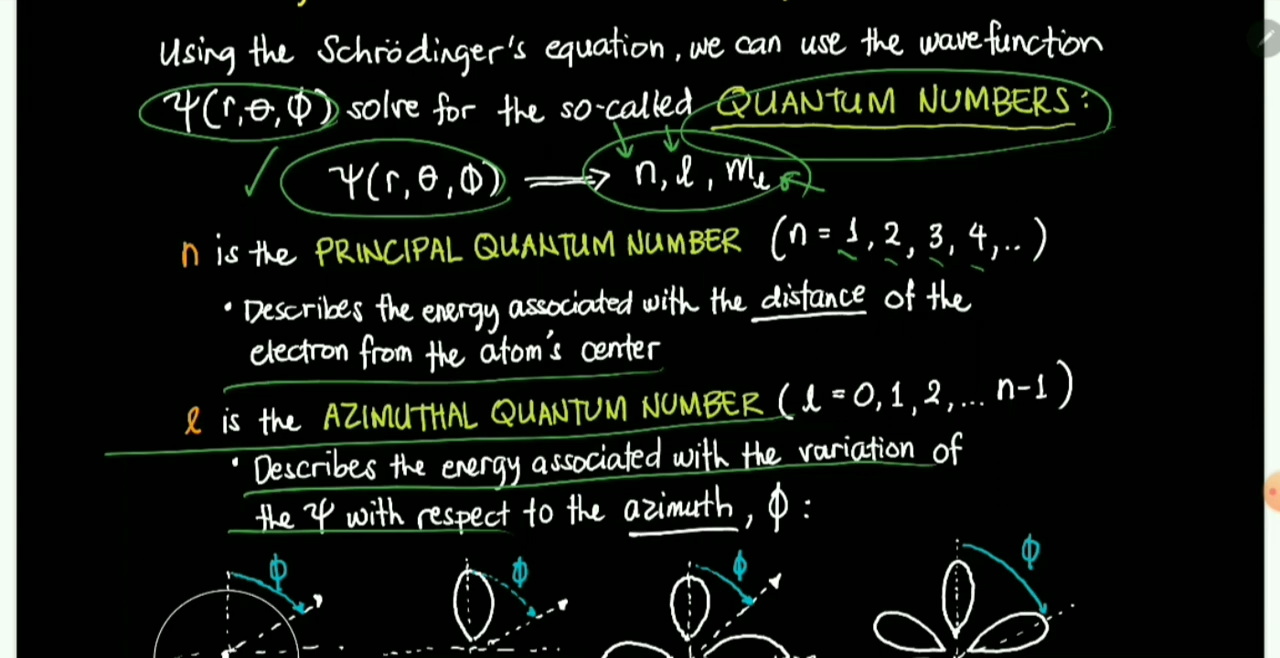 Using the Schrödinger's equation, we can use the wavefunction
Ψ(r,θ,Φ) solve for the so-called QUANTUM NUMBERS:
Ψ(r,θ,Φ) ⟹ n, l, mₗ
n is the PRINCIPAL QUANTUM NUMBER (n = 1, 2, 3, 4,..)
• Describes the energy associated with the distance of the
electron from the atom's center
l is the AZIMUTHAL QUANTUM NUMBER (l = 0, 1, 2,... n-1)
• Describes the energy associated with the variation of
the Ψ with respect to the azimuth, Φ :
Φ Φ Φ Φ